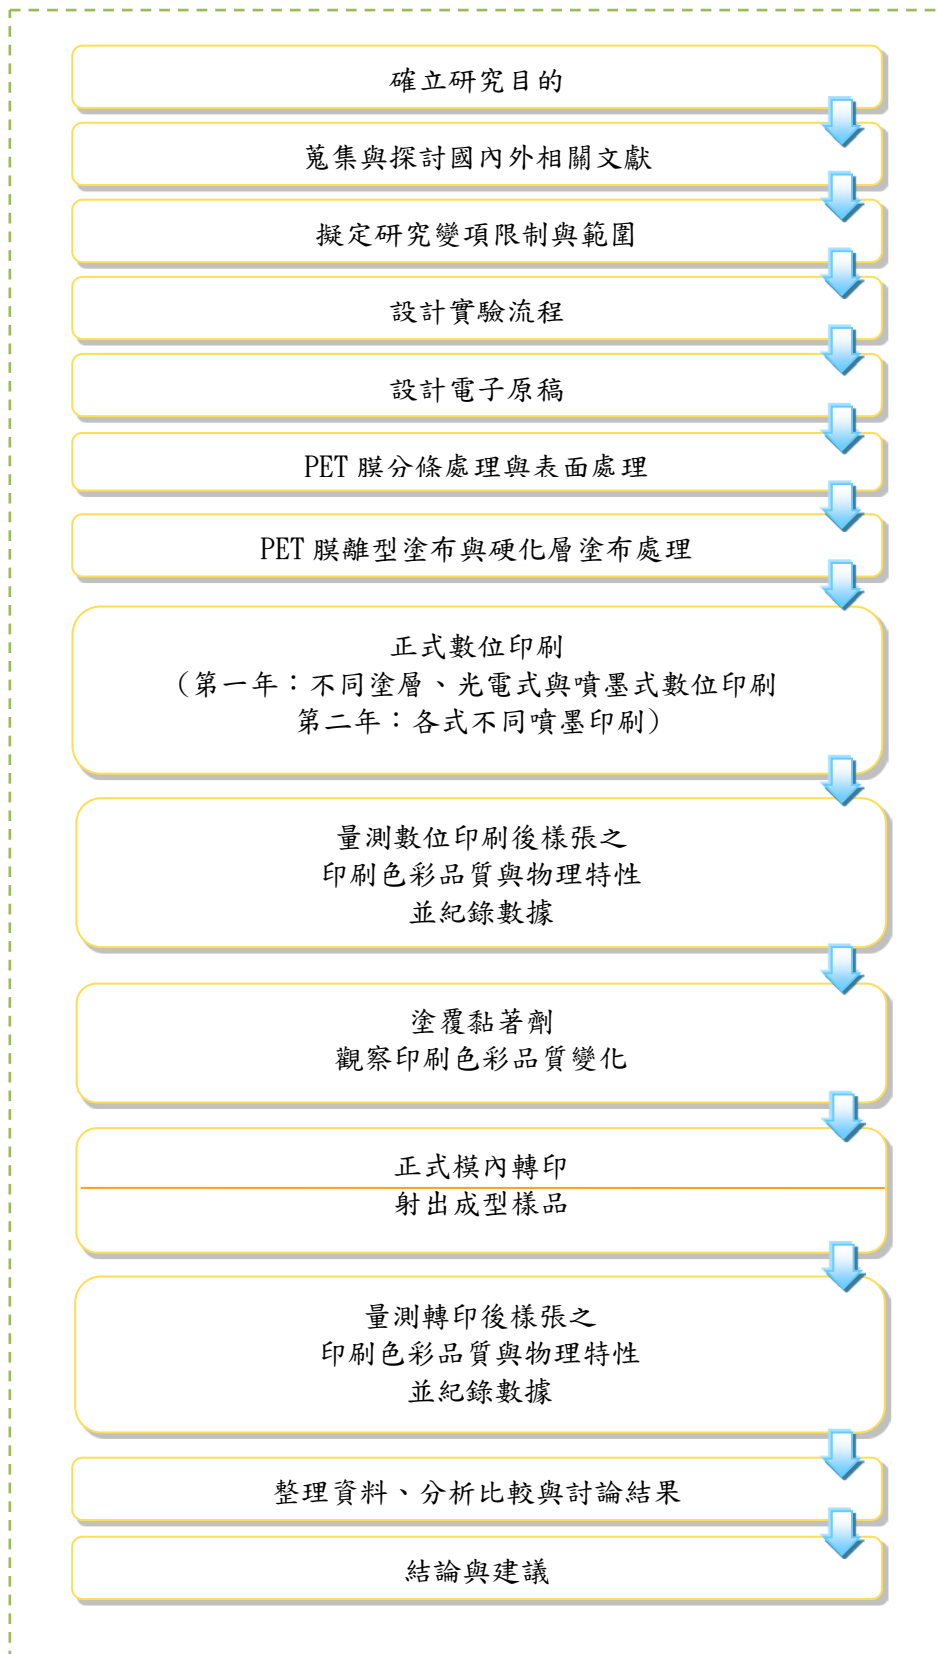 確立研究目的
蒐集與探討國內外相關文獻
擬定研究變項限制與範圍
設計實驗流程
設計電子原稿
PET 膜分條處理與表面處理
PET 膜離型塗布與硬化層塗布處理
正式數位印刷
（第一年：不同塗層、光電式與噴墨式數位印刷
第二年：各式不同噴墨印刷）
量測數位印刷後樣張之
印刷色彩品質與物理特性
並紀錄數據
塗覆黏著劑
觀察印刷色彩品質變化
正式模內轉印
射出成型樣品
量測轉印後樣張之
印刷色彩品質與物理特性
並紀錄數據
整理資料、分析比較與討論結果
結論與建議